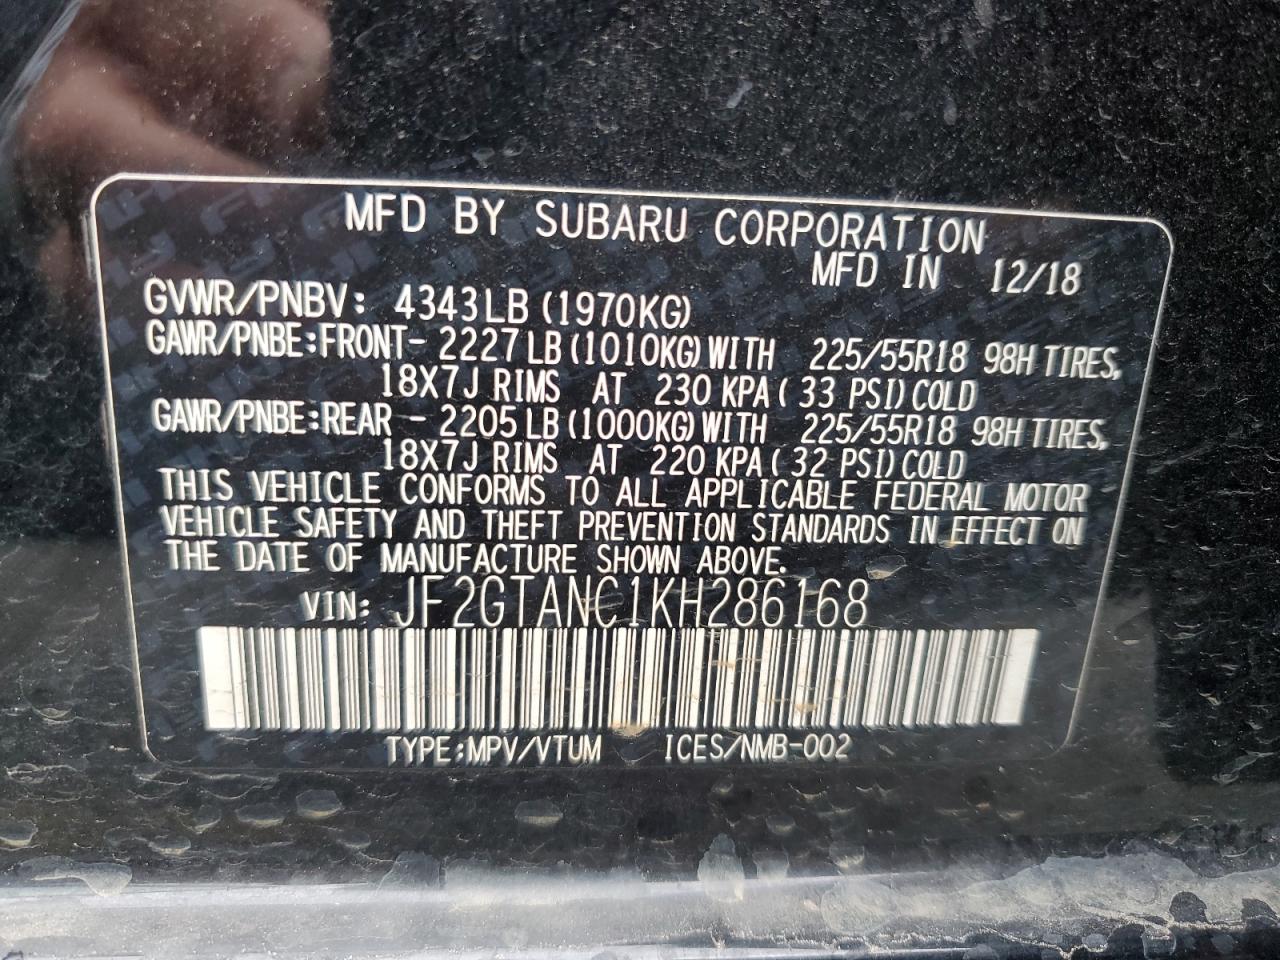 MFD BY SUBARU CORPORATION
MFD IN 12/18
GVWR/PNBV: 4343LB (1970KG)
GAWR/PNBE:FRONT- 2227LB(1010KG)WITH 225/55R18 98H TIRES,
18X7J RIMS AT 230 KPA( 33 PSI)COLD
GAWR/PNBE:REAR - 2205LB(1000KG)WITH 225/55R18 98H TIRES,
18X7J RIMS AT 220 KPA( 32 PSI)COLD
THIS VEHICLE CONFORMS TO ALL APPLICABLE FEDERAL MOTOR
VEHICLE SAFETY AND THEFT PREVENTION STANDARDS IN EFFECT ON
THE DATE OF MANUFACTURE SHOWN ABOVE.
VIN: JF2GTANC1KH286168
TYPE:MPV/VTUM ICES/NMB-002